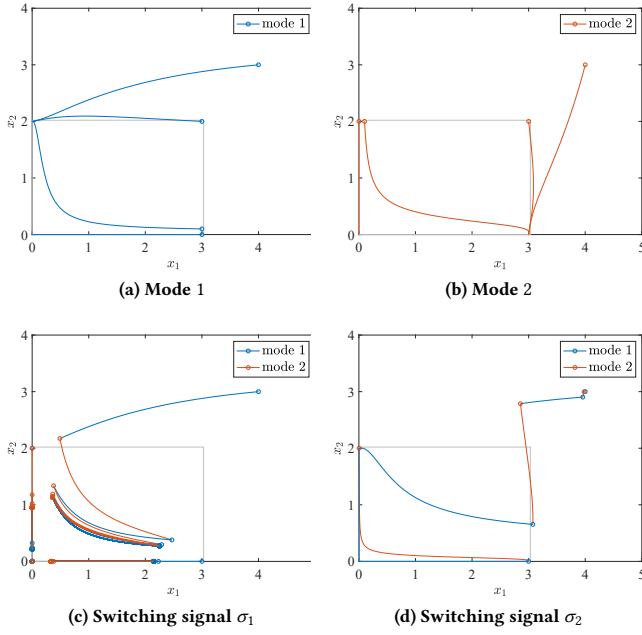 4
mode 1
3
x₂ 2
1
0
0 1 2 3 4
x₁
(a) Mode 1
4
mode 2
3
x₂ 2
1
0
0 1 2 3 4 5
x₁
(b) Mode 2
4
mode 1
mode 2
3
x₂ 2
1
0
0 1 2 3 4
x₁
(c) Switching signal σ₁
4
mode 1
mode 2
3
x₂ 2
1
0
0 1 2 3 4 5
x₁
(d) Switching signal σ₂